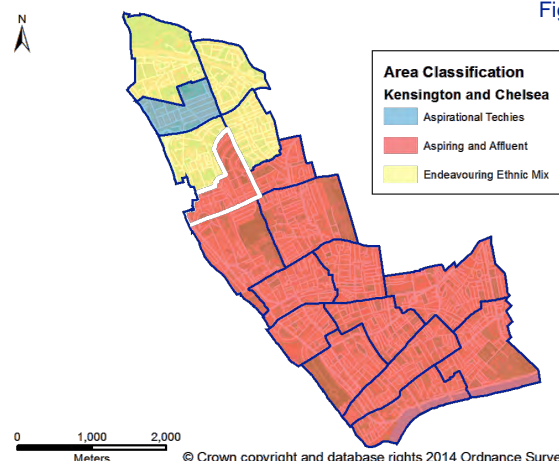 Fig
N
Area Classification
Kensington and Chelsea
Aspirational Techies
Aspiring and Affluent
Endeavouring Ethnic Mix
0 1,000 2,000
Meters
© Crown copyright and database rights 2014 Ordnance Surve